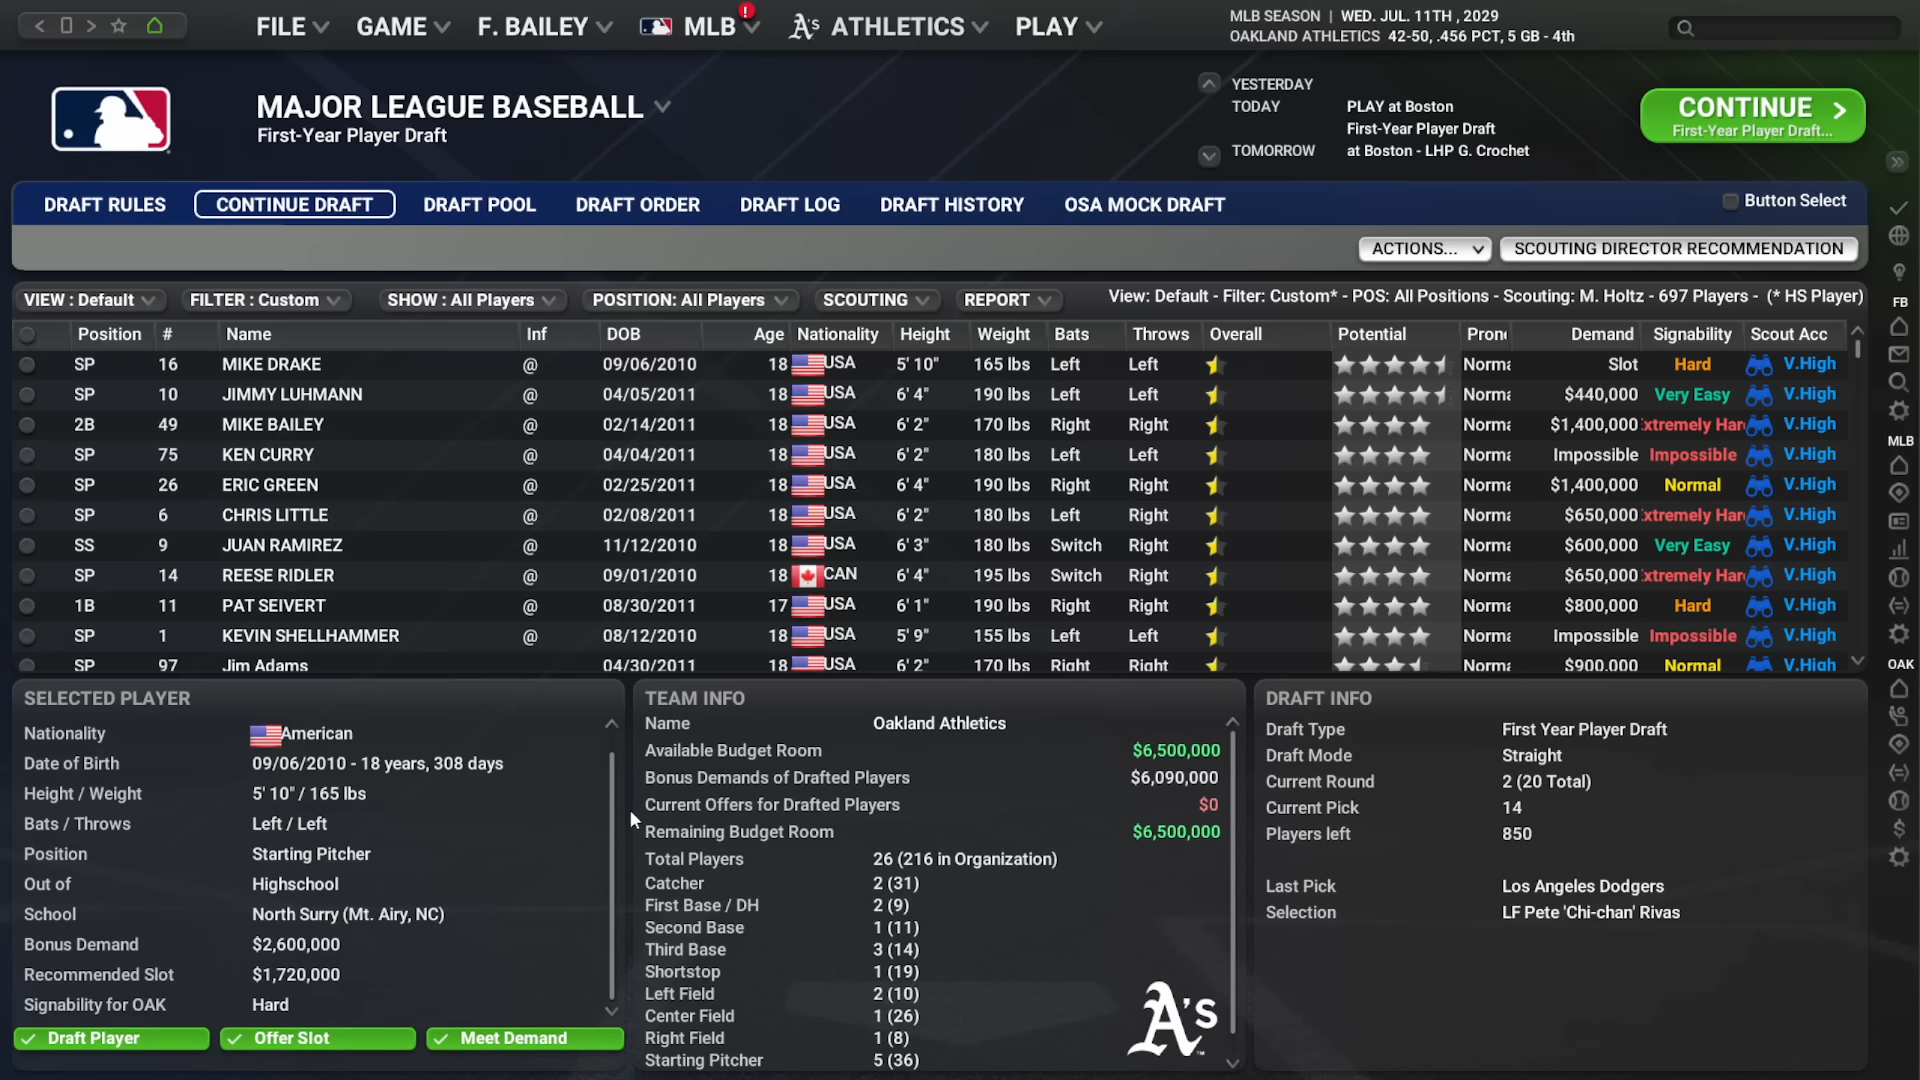 FILE GAME F. BAILEY MLB ! A's ATHLETICS PLAY
MLB SEASON | WED. JUL. 11TH , 2029
OAKLAND ATHLETICS 42-50, .456 PCT, 5 GB - 4th
MAJOR LEAGUE BASEBALL
First-Year Player Draft
YESTERDAY
TODAY PLAY at Boston
First-Year Player Draft
TOMORROW at Boston - LHP G. Crochet
CONTINUE
First-Year Player Draft...
DRAFT RULES CONTINUE DRAFT DRAFT POOL DRAFT ORDER DRAFT LOG DRAFT HISTORY OSA MOCK DRAFT Button Select
ACTIONS... SCOUTING DIRECTOR RECOMMENDATION
VIEW : Default FILTER : Custom SHOW : All Players POSITION: All Players SCOUTING REPORT View: Default - Filter: Custom* - POS: All Positions - Scouting: M. Holtz - 697 Players - (* HS Player)
Position # Name Inf DOB Age Nationality Height Weight Bats Throws Overall Potential Prone Demand Signability Scout Acc
SP 16 MIKE DRAKE @ 09/06/2010 18 USA 5' 10" 165 lbs Left Left Norma Slot Hard V.High
SP 10 JIMMY LUHMANN @ 04/05/2011 18 USA 6' 4" 190 lbs Left Left Norma $440,000 Very Easy V.High
2B 49 MIKE BAILEY @ 02/14/2011 18 USA 6' 2" 170 lbs Right Right Norma $1,400,000 xtremely Har V.High
SP 75 KEN CURRY @ 04/04/2011 18 USA 6' 2" 180 lbs Left Left Norma Impossible Impossible V.High
SP 26 ERIC GREEN @ 02/25/2011 18 USA 6' 4" 190 lbs Right Right Norma $1,400,000 Normal V.High
SP 6 CHRIS LITTLE @ 02/08/2011 18 USA 6' 2" 180 lbs Left Right Norma $650,000 xtremely Har V.High
SS 9 JUAN RAMIREZ @ 11/12/2010 18 USA 6' 3" 180 lbs Switch Right Norma $600,000 Very Easy V.High
SP 14 REESE RIDLER @ 09/01/2010 18 CAN 6' 4" 195 lbs Switch Right Norma $650,000 xtremely Har V.High
1B 11 PAT SEIVERT @ 08/30/2011 17 USA 6' 1" 190 lbs Right Right Norma $800,000 Hard V.High
SP 1 KEVIN SHELLHAMMER @ 08/12/2010 18 USA 5' 9" 155 lbs Left Left Norma Impossible Impossible V.High
SP 97 Jim Adams 04/30/2011 18 USA 6' 2" 170 lbs Right Right Norma $900,000 Normal V.High
FB
MLB
OAK
SELECTED PLAYER
Nationality American
Date of Birth 09/06/2010 - 18 years, 308 days
Height / Weight 5' 10" / 165 lbs
Bats / Throws Left / Left
Position Starting Pitcher
Out of Highschool
School North Surry (Mt. Airy, NC)
Bonus Demand $2,600,000
Recommended Slot $1,720,000
Signability for OAK Hard
Draft Player Offer Slot Meet Demand
TEAM INFO
Name Oakland Athletics
Available Budget Room $6,500,000
Bonus Demands of Drafted Players $6,090,000
Current Offers for Drafted Players $0
Remaining Budget Room $6,500,000
Total Players 26 (216 in Organization)
Catcher 2 (31)
First Base / DH 2 (9)
Second Base 1 (11)
Third Base 3 (14)
Shortstop 1 (19)
Left Field 2 (10)
Center Field 1 (26)
Right Field 1 (8)
Starting Pitcher 5 (36)
A's
DRAFT INFO
Draft Type First Year Player Draft
Draft Mode Straight
Current Round 2 (20 Total)
Current Pick 14
Players left 850
Last Pick Los Angeles Dodgers
Selection LF Pete 'Chi-chan' Rivas